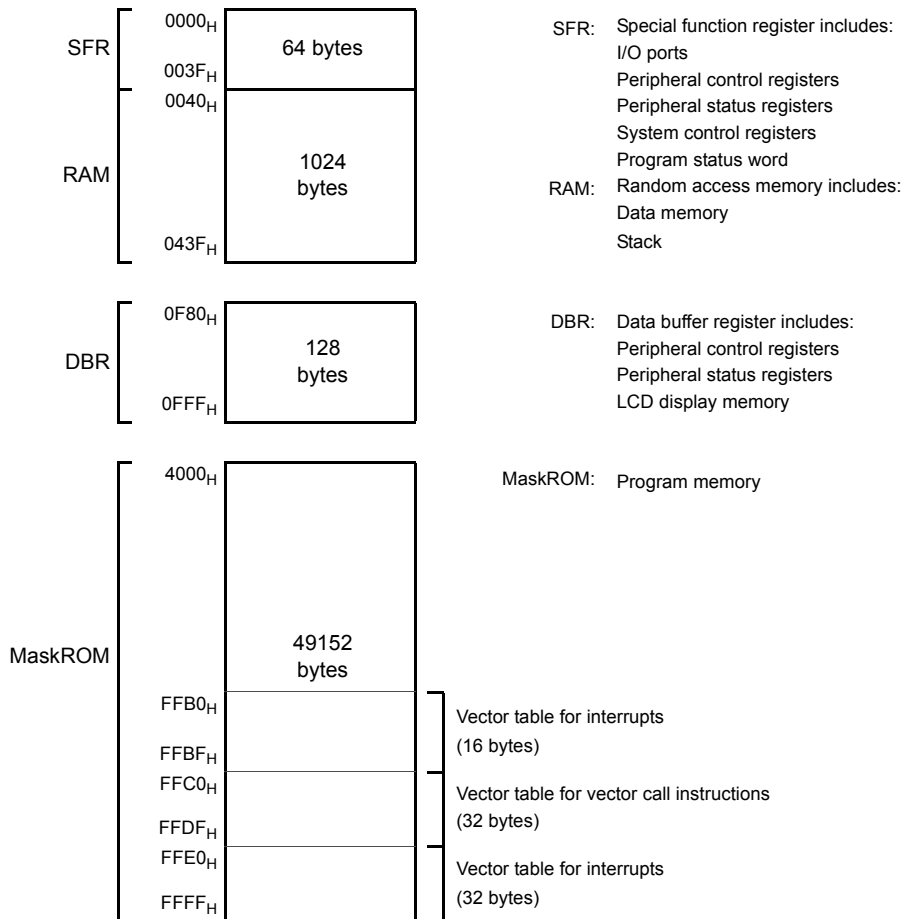 0000H
SFR
64 bytes
003FH
0040H
RAM
1024
bytes
043FH
SFR: Special function register includes:
I/O ports
Peripheral control registers
Peripheral status registers
System control registers
Program status word
RAM: Random access memory includes:
Data memory
Stack
0F80H
DBR
128
bytes
0FFFH
DBR: Data buffer register includes:
Peripheral control registers
Peripheral status registers
LCD display memory
4000H
MaskROM: Program memory
MaskROM
49152
bytes
FFB0H
Vector table for interrupts
(16 bytes)
FFBFH
FFC0H
Vector table for vector call instructions
(32 bytes)
FFDFH
FFE0H
Vector table for interrupts
(32 bytes)
FFFFH